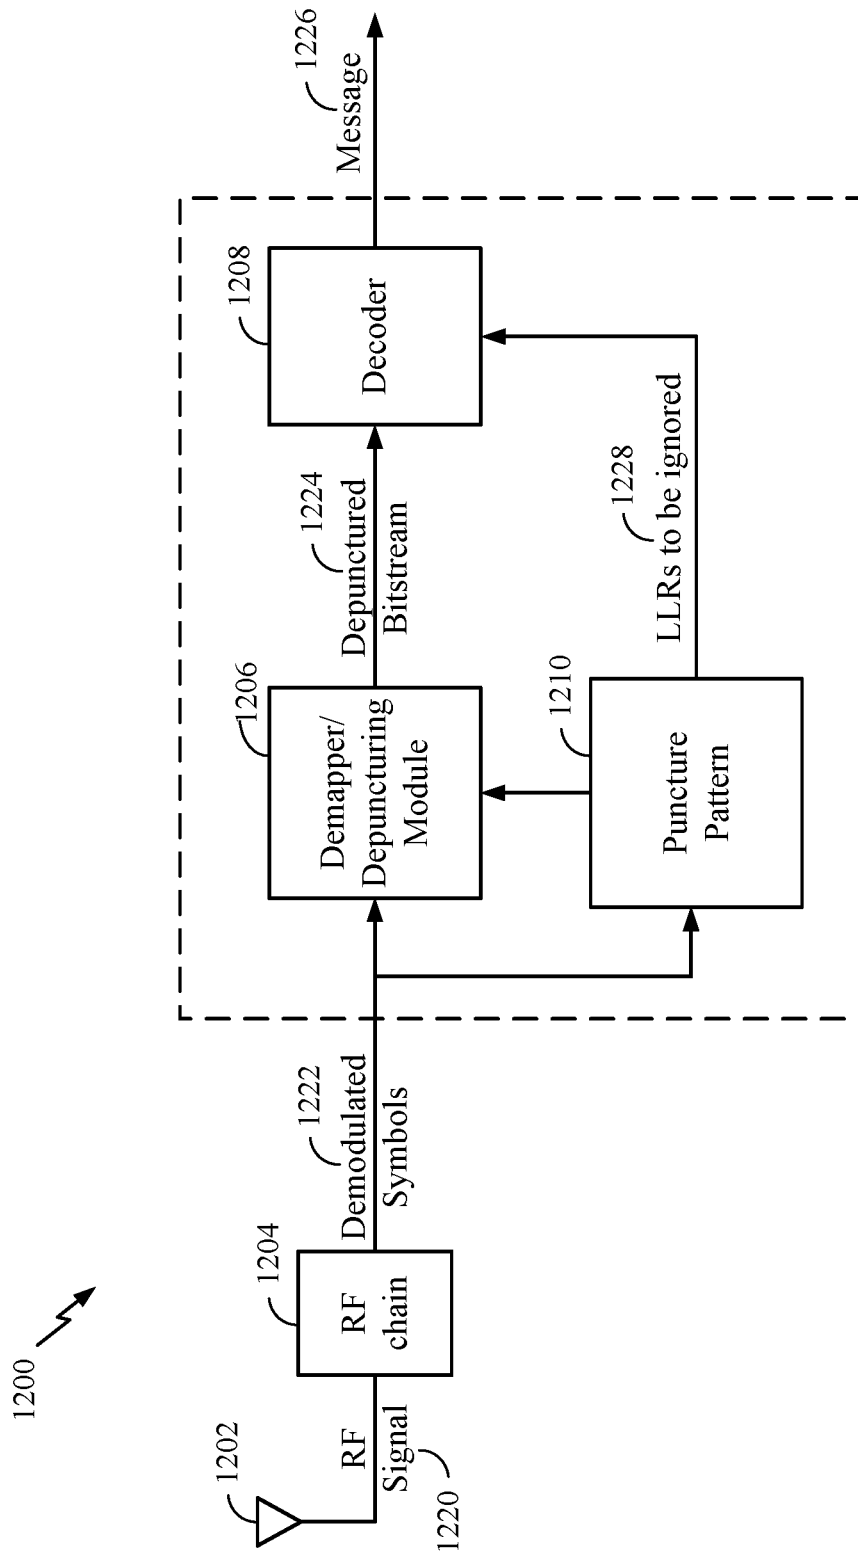 1200
1202
RF
Signal
1220
1204
RF
chain
1222
Demodulated
Symbols
1206
Demapper/
Depuncturing
Module
1224
Depunctured
Bitstream
1208
Decoder
1226
Message
1210
Puncture
Pattern
1228
LLRs to be ignored